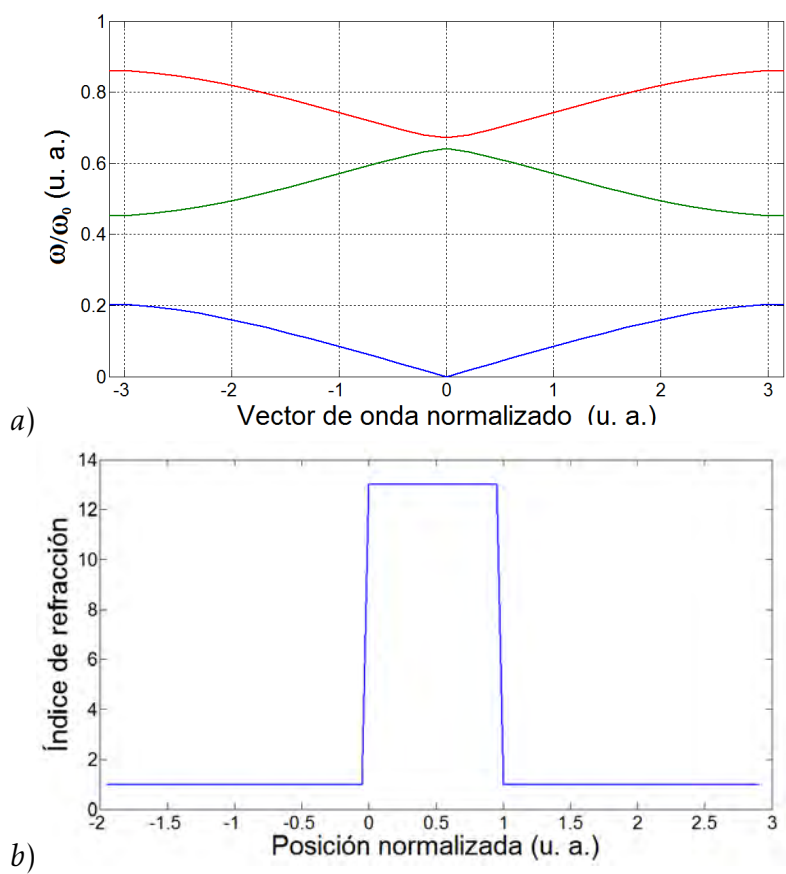 1
0.8
0.6
0.4
0.2
0
ω/ω₀ (u. a.)
-3 -2 -1 0 1 2 3
Vector de onda normalizado (u. a.)
a)
14
12
10
8
6
4
2
0
Índice de refracción
-2 -1.5 -1 -0.5 0 0.5 1 1.5 2 2.5 3
Posición normalizada (u. a.)
b)